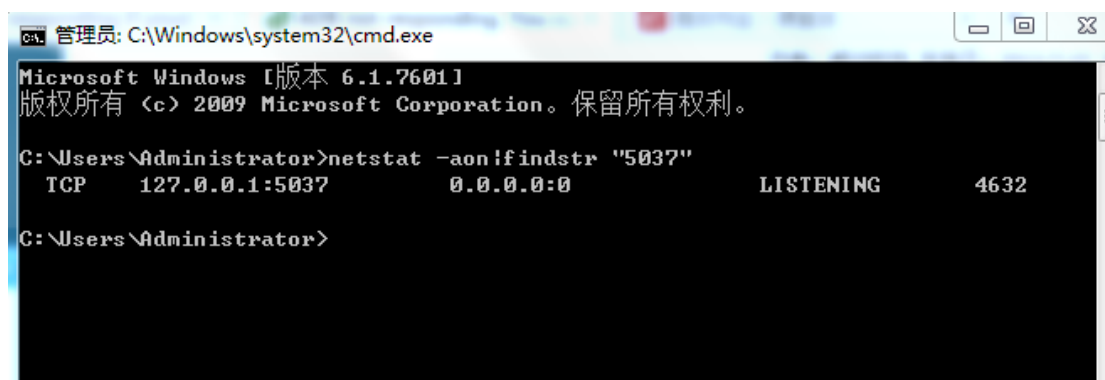 管理员: C:\Windows\system32\cmd.exe
Microsoft Windows [版本 6.1.7601]
版权所有 (c) 2009 Microsoft Corporation。保留所有权利。
C:\Users\Administrator>netstat -aon|findstr "5037"
TCP 127.0.0.1:5037 0.0.0.0:0 LISTENING 4632
C:\Users\Administrator>